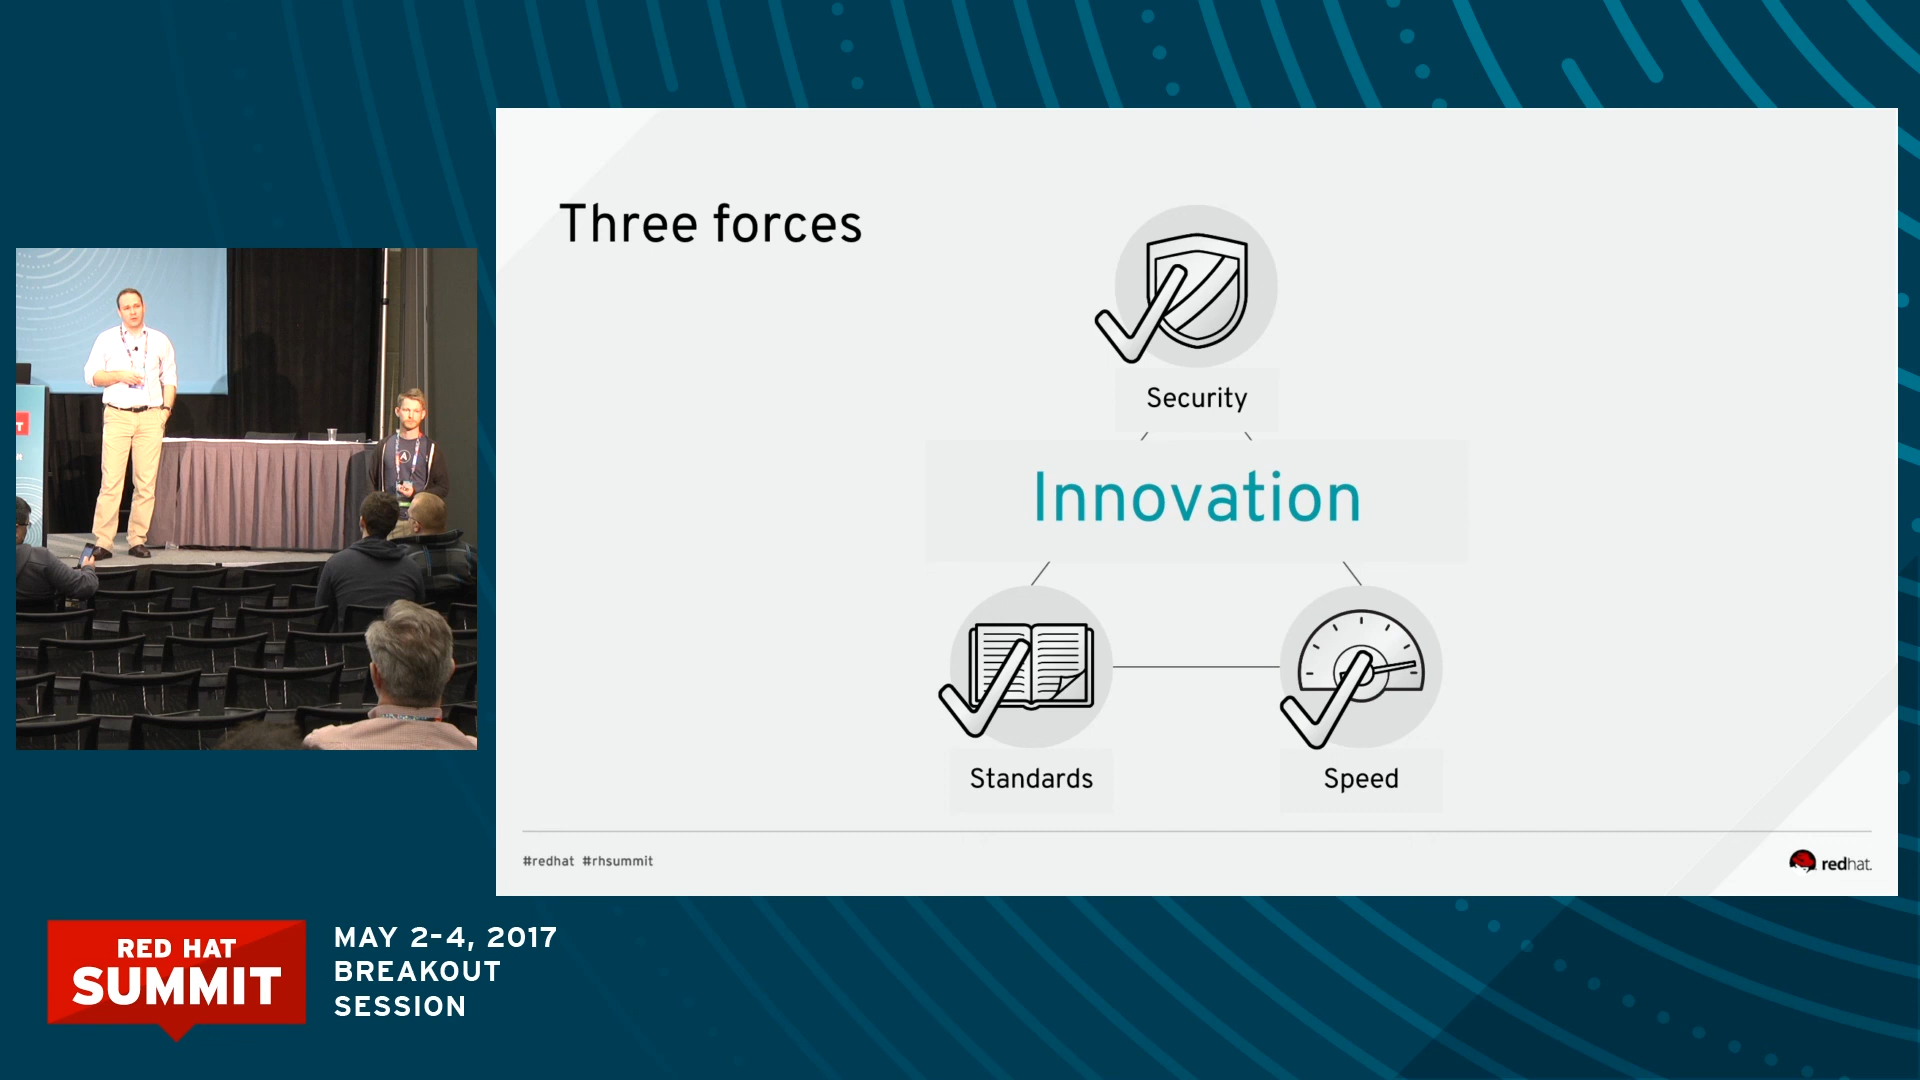 Three forces
Security
Innovation
Standards
Speed
#redhat #rhsummit
redhat.
RED HAT
SUMMIT
MAY 2-4, 2017
BREAKOUT
SESSION